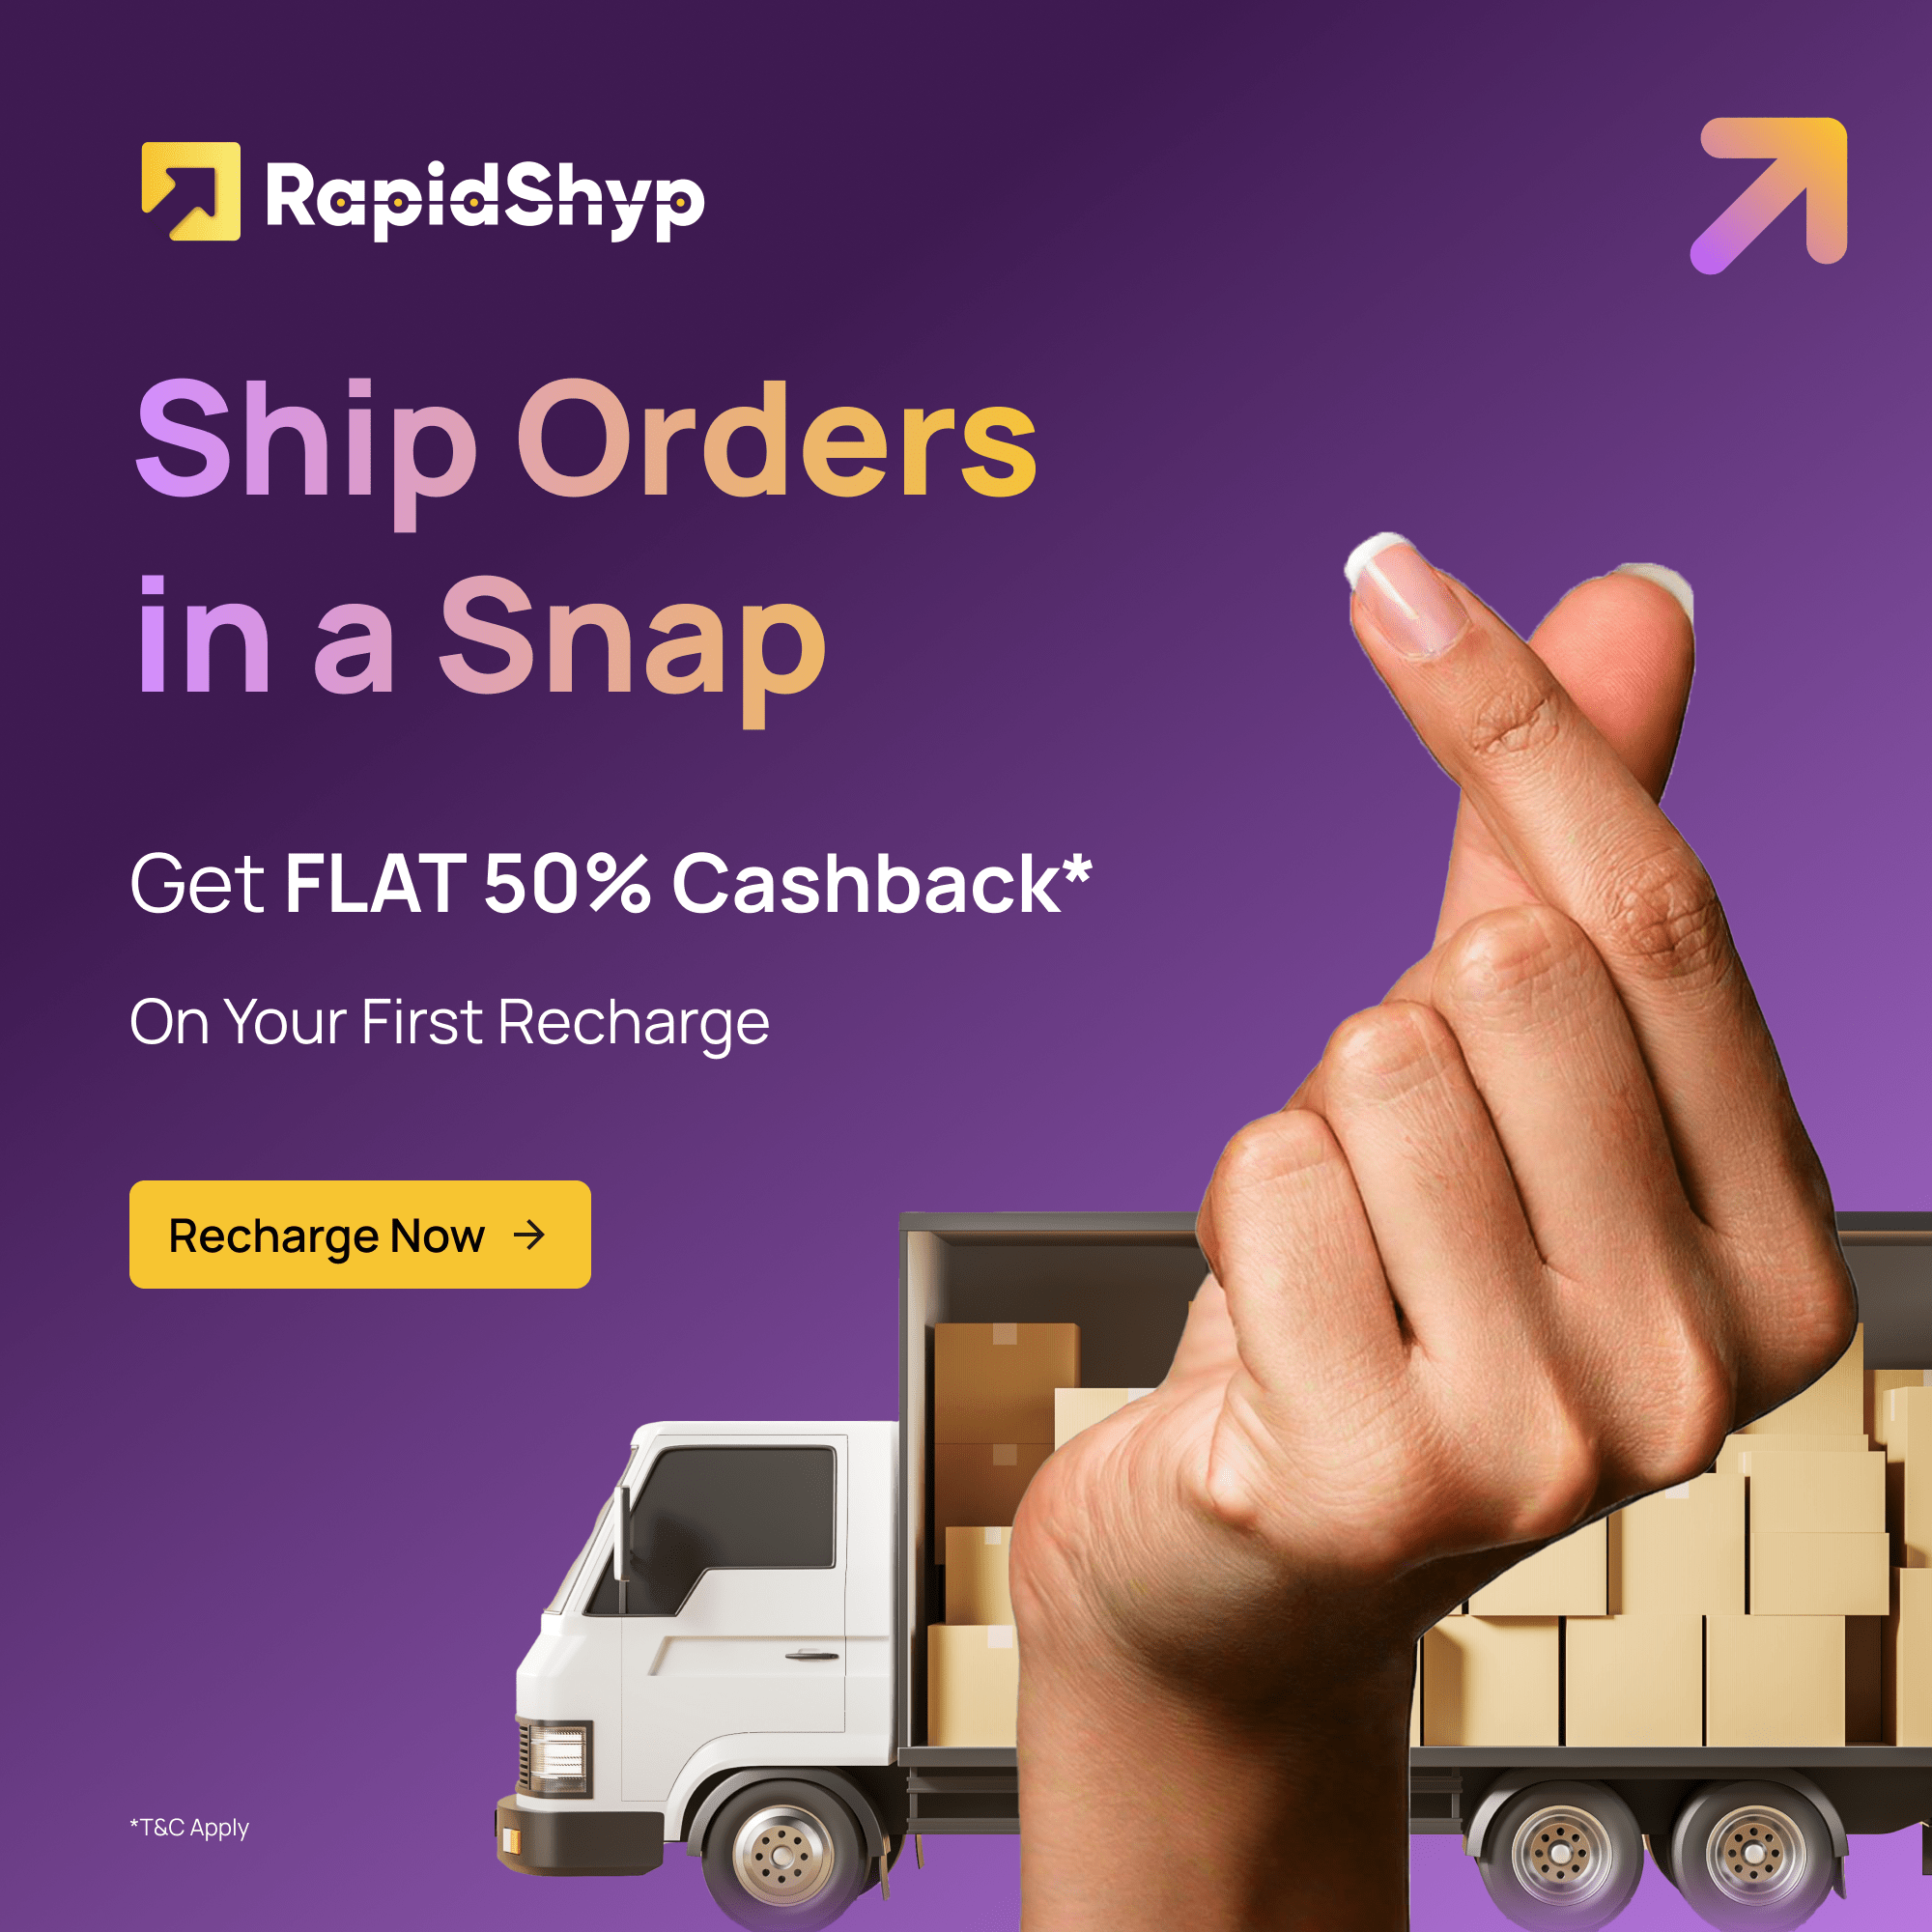 RapidShyp
Ship Orders
in a Snap
Get FLAT 50% Cashback*
On Your First Recharge
Recharge Now →
*T&C Apply